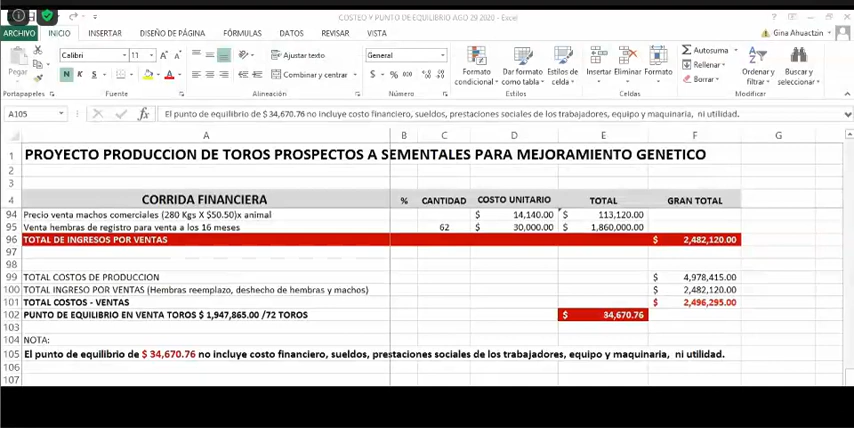 COSTEO Y PUNTO DE EQUILIBRIO AGO 29 2020 - Excel
ARCHIVO INICIO INSERTAR DISEÑO DE PÁGINA FÓRMULAS DATOS REVISAR VISTA Gina Ahuactzin
Pegar Calibri 11 Ajustar texto General Formato condicional Dar formato como tabla Estilos de celda Insertar Eliminar Formato Autosuma Rellenar Borrar Ordenar y filtrar Buscar y seleccionar
N K S Combinar y centrar $ % 000
Portapapeles Fuente Alineación Número Estilos Celdas Modificar
A105 fx El punto de equilibrio de $ 34,670.76 no incluye costo financiero, sueldos, prestaciones sociales de los trabajadores, equipo y maquinaria, ni utilidad.
A B C D E F G
1 PROYECTO PRODUCCION DE TOROS PROSPECTOS A SEMENTALES PARA MEJORAMIENTO GENETICO
2
3
4 CORRIDA FINANCIERA % CANTIDAD COSTO UNITARIO TOTAL GRAN TOTAL
94 Precio venta machos comerciales (280 Kgs X $50.50)x animal $ 14,140.00 $ 113,120.00
95 Venta hembras de registro para venta a los 16 meses 62 $ 30,000.00 $ 1,860,000.00
96 TOTAL DE INGRESOS POR VENTAS $ 2,482,120.00
97
98
99 TOTAL COSTOS DE PRODUCCION $ 4,978,415.00
100 TOTAL INGRESO POR VENTAS (Hembras reemplazo, deshecho de hembras y machos) $ 2,482,120.00
101 TOTAL COSTOS - VENTAS $ 2,496,295.00
102 PUNTO DE EQUILIBRIO EN VENTA TOROS $ 1,947,865.00 /72 TOROS $ 34,670.76
103
104 NOTA:
105 El punto de equilibrio de $ 34,670.76 no incluye costo financiero, sueldos, prestaciones sociales de los trabajadores, equipo y maquinaria, ni utilidad.
106
107